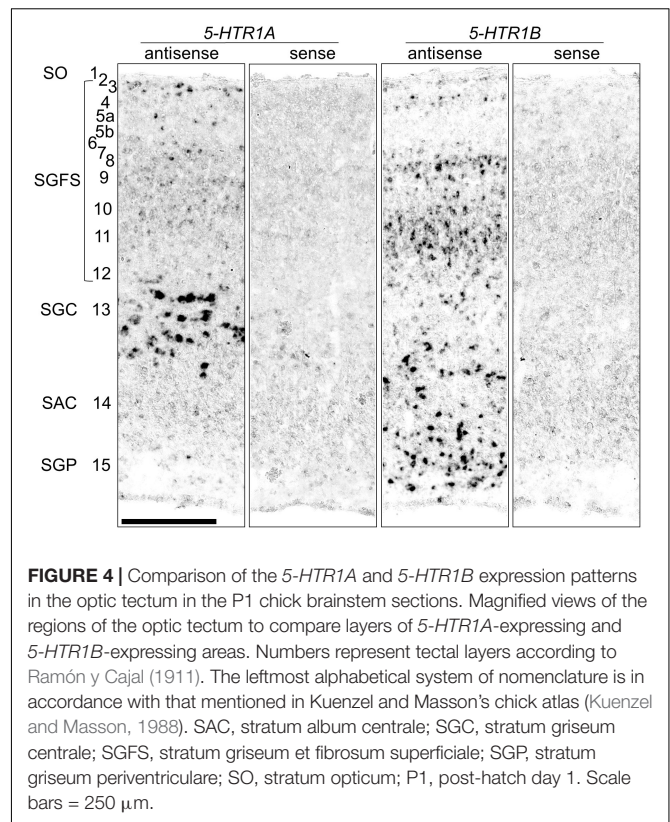 5-HTR1A 5-HTR1B
antisense sense antisense sense
SO 1
2
3
4
5a
5b
6
7
8
SGFS 9
10
11
12
SGC 13
SAC 14
SGP 15
FIGURE 4 | Comparison of the 5-HTR1A and 5-HTR1B expression patterns
in the optic tectum in the P1 chick brainstem sections. Magnified views of the
regions of the optic tectum to compare layers of 5-HTR1A-expressing and
5-HTR1B-expressing areas. Numbers represent tectal layers according to
Ramón y Cajal (1911). The leftmost alphabetical system of nomenclature is in
accordance with that mentioned in Kuenzel and Masson's chick atlas (Kuenzel
and Masson, 1988). SAC, stratum album centrale; SGC, stratum griseum
centrale; SGFS, stratum griseum et fibrosum superficiale; SGP, stratum
griseum periventriculare; SO, stratum opticum; P1, post-hatch day 1. Scale
bars = 250 μm.